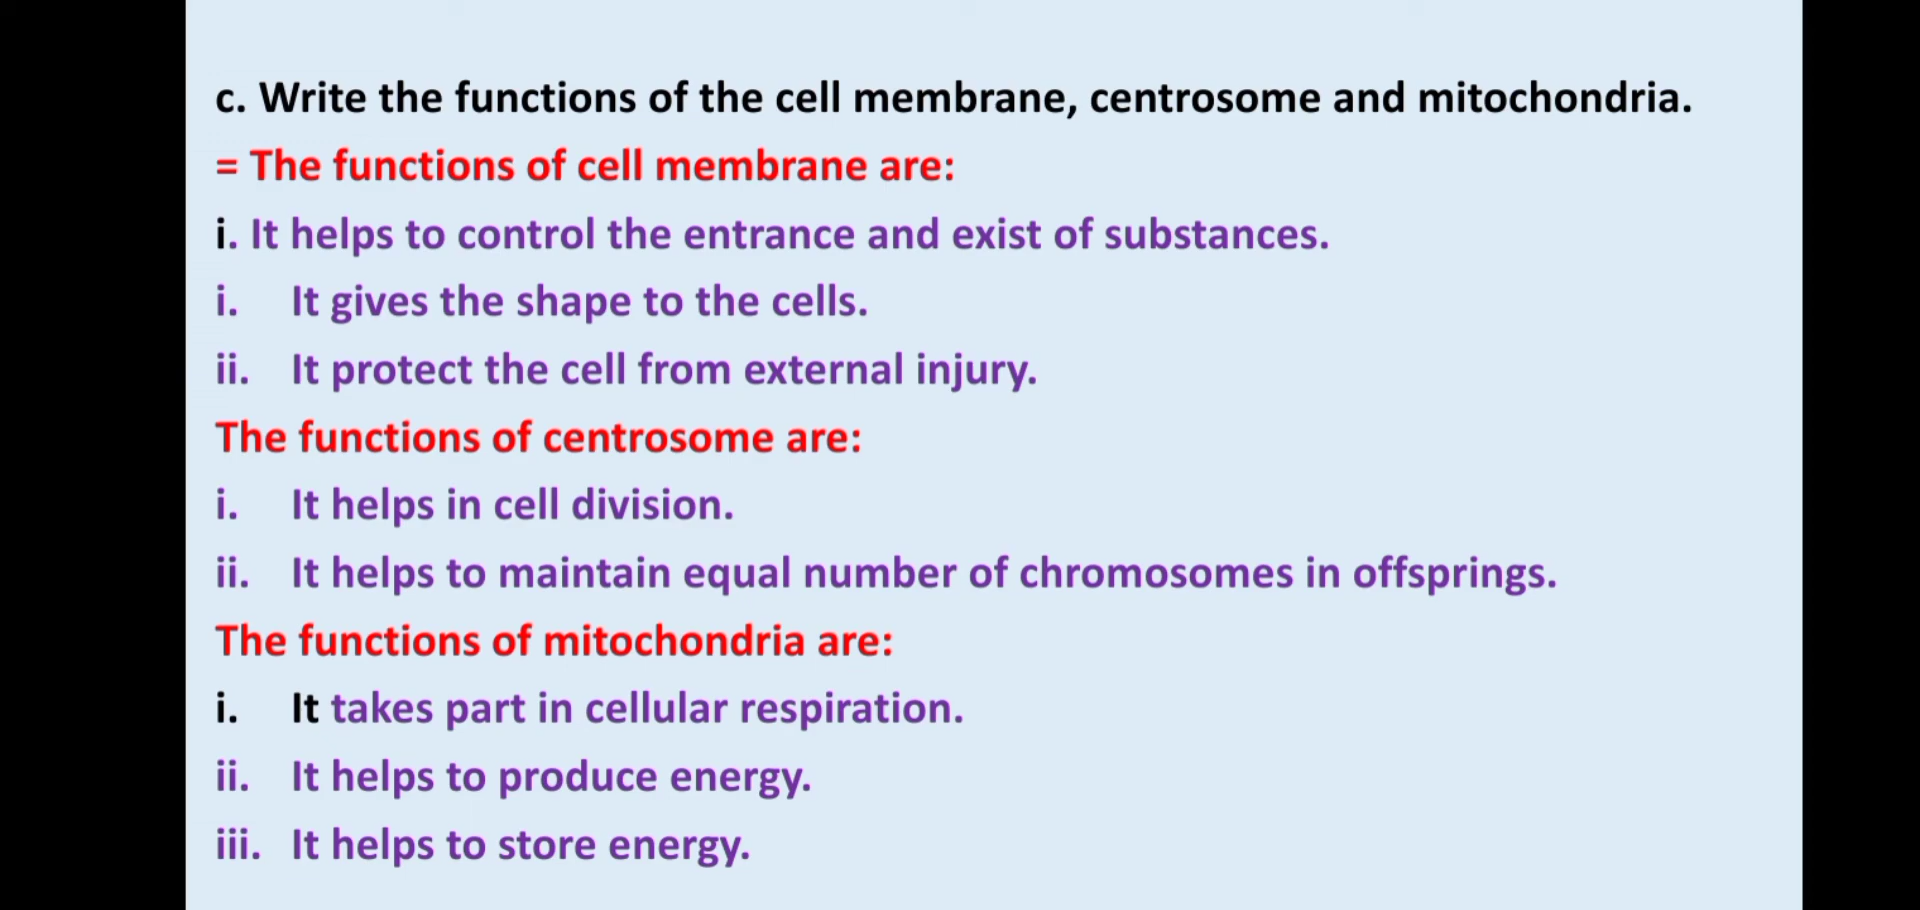 c. Write the functions of the cell membrane, centrosome and mitochondria.
= The functions of cell membrane are:
i. It helps to control the entrance and exist of substances.
i. It gives the shape to the cells.
ii. It protect the cell from external injury.
The functions of centrosome are:
i. It helps in cell division.
ii. It helps to maintain equal number of chromosomes in offsprings.
The functions of mitochondria are:
i. It takes part in cellular respiration.
ii. It helps to produce energy.
iii. It helps to store energy.